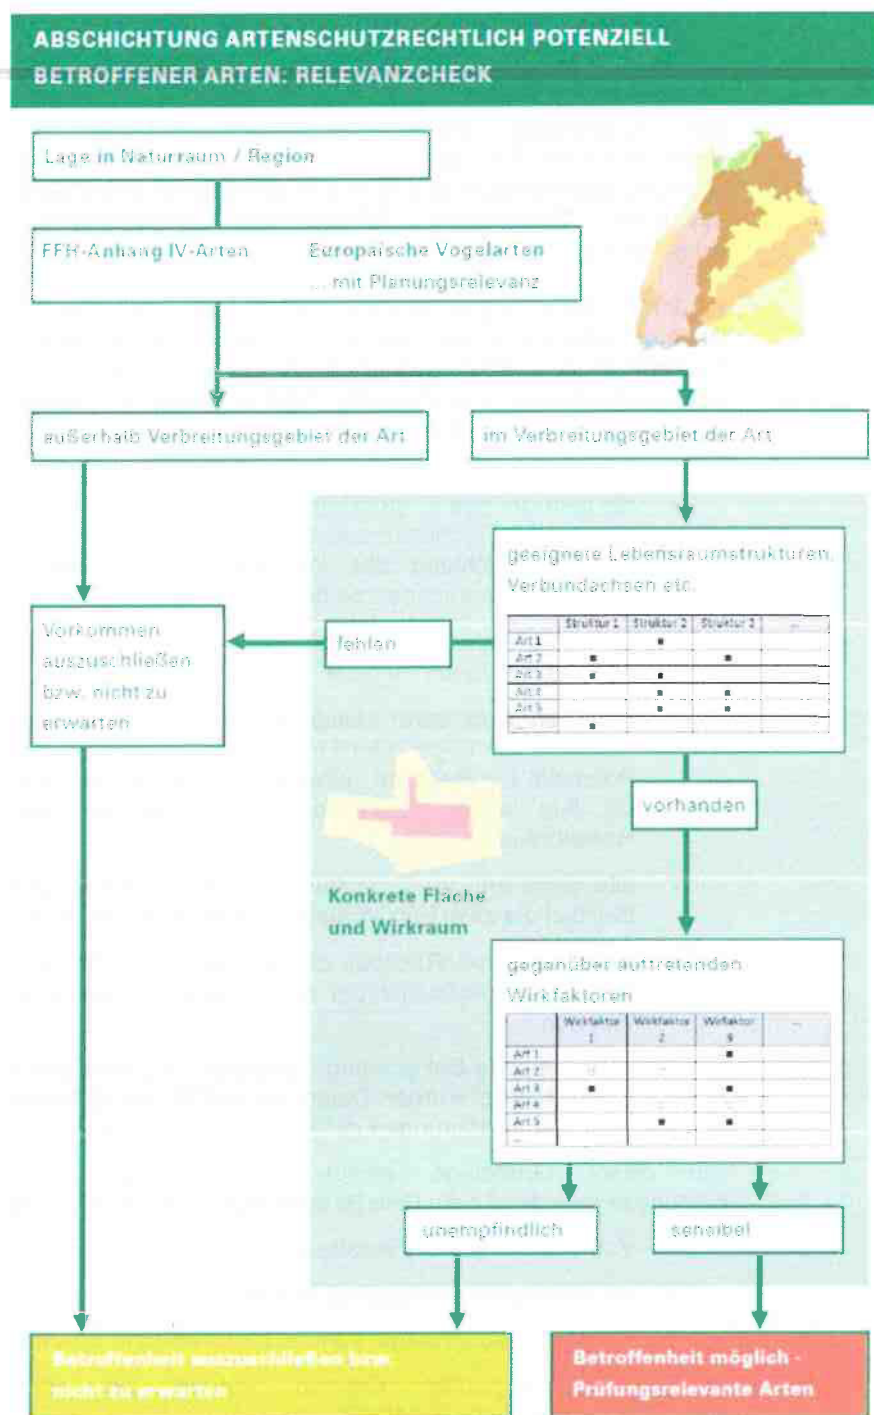 ABSCHICHTUNG ARTENSCHUTZRECHTLICH POTENZIELL
BETROFFENER ARTEN: RELEVANZCHECK
Lage in Naturraum / Region
FFH-Anhang IV-Arten
Europäische Vogelarten
... mit Planungsrelevanz
außerhalb Verbreitungsgebiet der Art
im Verbreitungsgebiet der Art
geeignete Lebensraumstrukturen,
Verbundachsen etc.
Struktur 1 Struktur 2 Struktur 3 ...
Art 1
Art 2
Art 3
Art 4
Art 5
...
Vorkommen
auszuschließen
bzw. nicht zu
erwarten
fehlen
vorhanden
Konkrete Fläche
und Wirkraum
gegenüber auftretenden
Wirkfaktoren
Wirkfaktor Wirkfaktor Wirkfaktor ...
1 2 3
Art 1
Art 2
Art 3
Art 4
Art 5
...
unempfindlich
sensibel
Betroffenheit auszuschließen bzw.
nicht zu erwarten
Betroffenheit möglich -
Prüfungsrelevante Arten